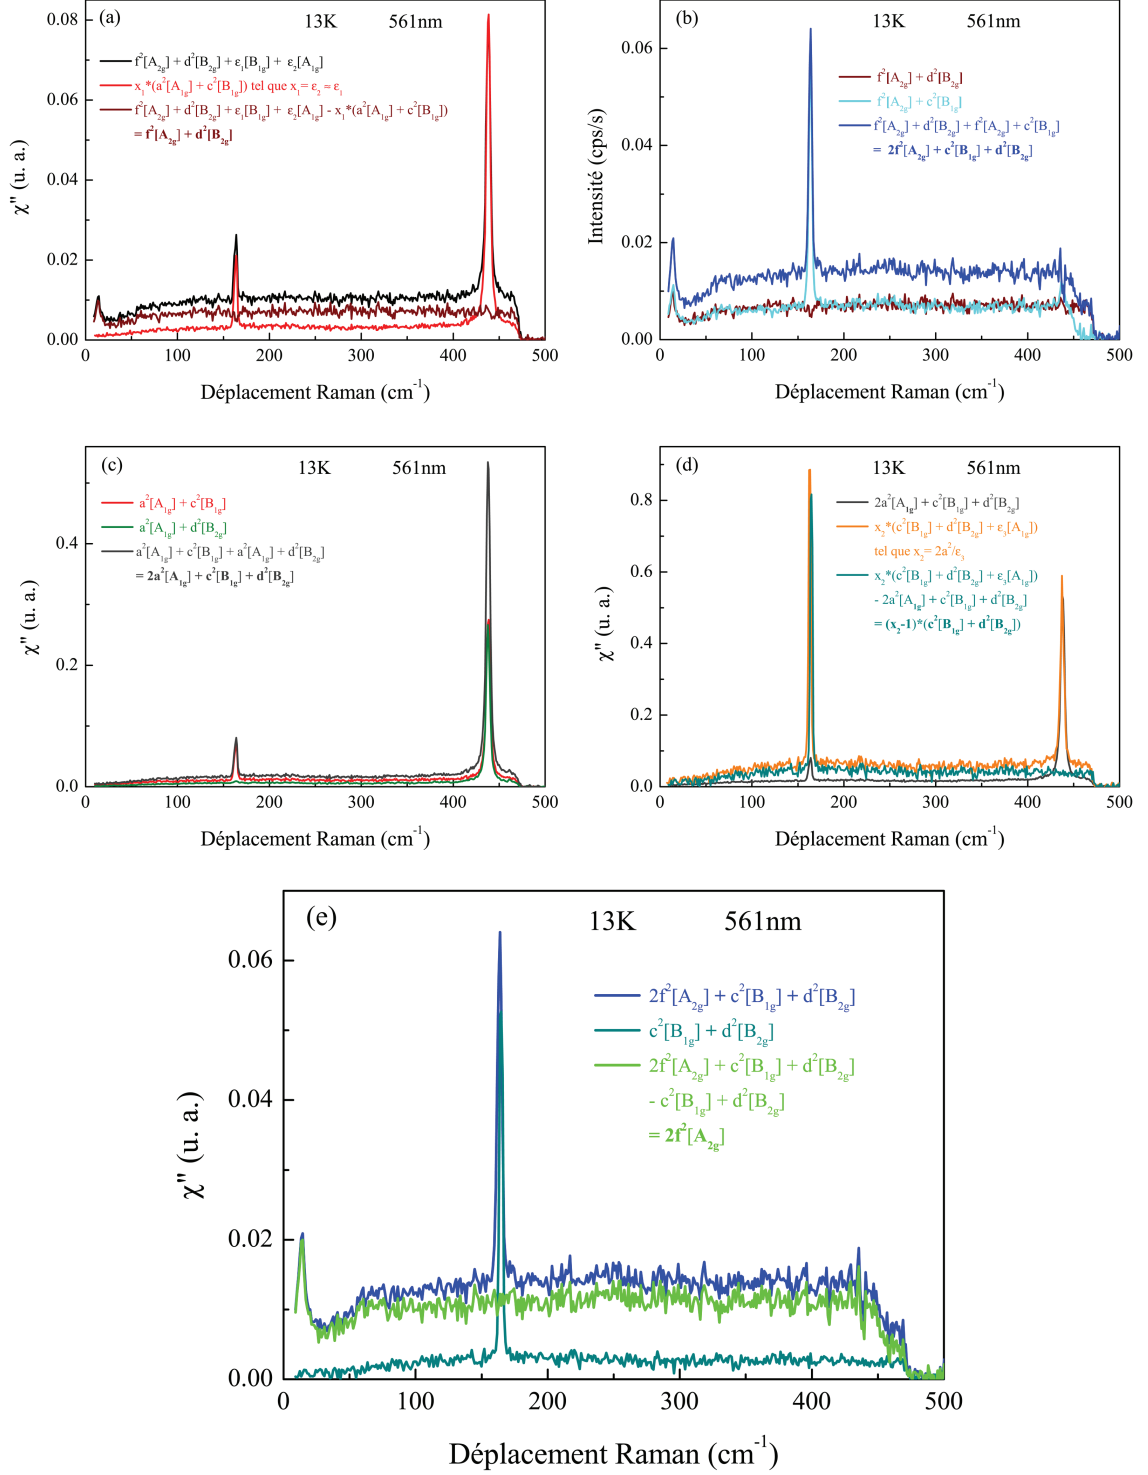 (a) 13K 561nm
f²[A₂g] + d²[B₂g] + ε₁[B₁g] + ε₂[A₁g]
x₁*(a²[A₁g] + c²[B₁g]) tel que x₁= ε₂ = ε₁
f²[A₂g] + d²[B₂g] + ε₁[B₁g] + ε₂[A₁g] - x₁*(a²[A₁g] + c²[B₁g])
= f²[A₂g] + d²[B₂g]
χ" (u. a.)
0.08
0.06
0.04
0.02
0.00
0 100 200 300 400 500
Déplacement Raman (cm⁻¹)
(b) 13K 561nm
f²[A₂g] + d²[B₂g]
f²[A₂g] + c²[B₁g]
f²[A₂g] + d²[B₂g] + f²[A₂g] + c²[B₁g]
= 2f²[A₂g] + c²[B₁g] + d²[B₂g]
Intensité (cps/s)
0.06
0.04
0.02
0.00
0 100 200 300 400 500
Déplacement Raman (cm⁻¹)
(c) 13K 561nm
a²[A₁g] + c²[B₁g]
a²[A₁g] + d²[B₂g]
a²[A₁g] + c²[B₁g] + a²[A₁g] + d²[B₂g]
= 2a²[A₁g] + c²[B₁g] + d²[B₂g]
χ" (u. a.)
0.4
0.2
0.0
0 100 200 300 400 500
Déplacement Raman (cm⁻¹)
(d) 13K 561nm
2a²[A₁g] + c²[B₁g] + d²[B₂g]
x₂*(c²[B₁g] + d²[B₂g] + ε₃[A₁g])
tel que x₂= 2a²/ε₃
x₂*(c²[B₁g] + d²[B₂g] + ε₃[A₁g])
- 2a²[A₁g] + c²[B₁g] + d²[B₂g]
= (x₂-1)*(c²[B₁g] + d²[B₂g])
χ" (u. a.)
0.8
0.6
0.4
0.2
0.0
0 100 200 300 400 500
Déplacement Raman (cm⁻¹)
(e) 13K 561nm
2f²[A₂g] + c²[B₁g] + d²[B₂g]
c²[B₁g] + d²[B₂g]
2f²[A₂g] + c²[B₁g] + d²[B₂g]
- c²[B₁g] + d²[B₂g]
= 2f²[A₂g]
χ" (u. a.)
0.06
0.04
0.02
0.00
0 100 200 300 400 500
Déplacement Raman (cm⁻¹)